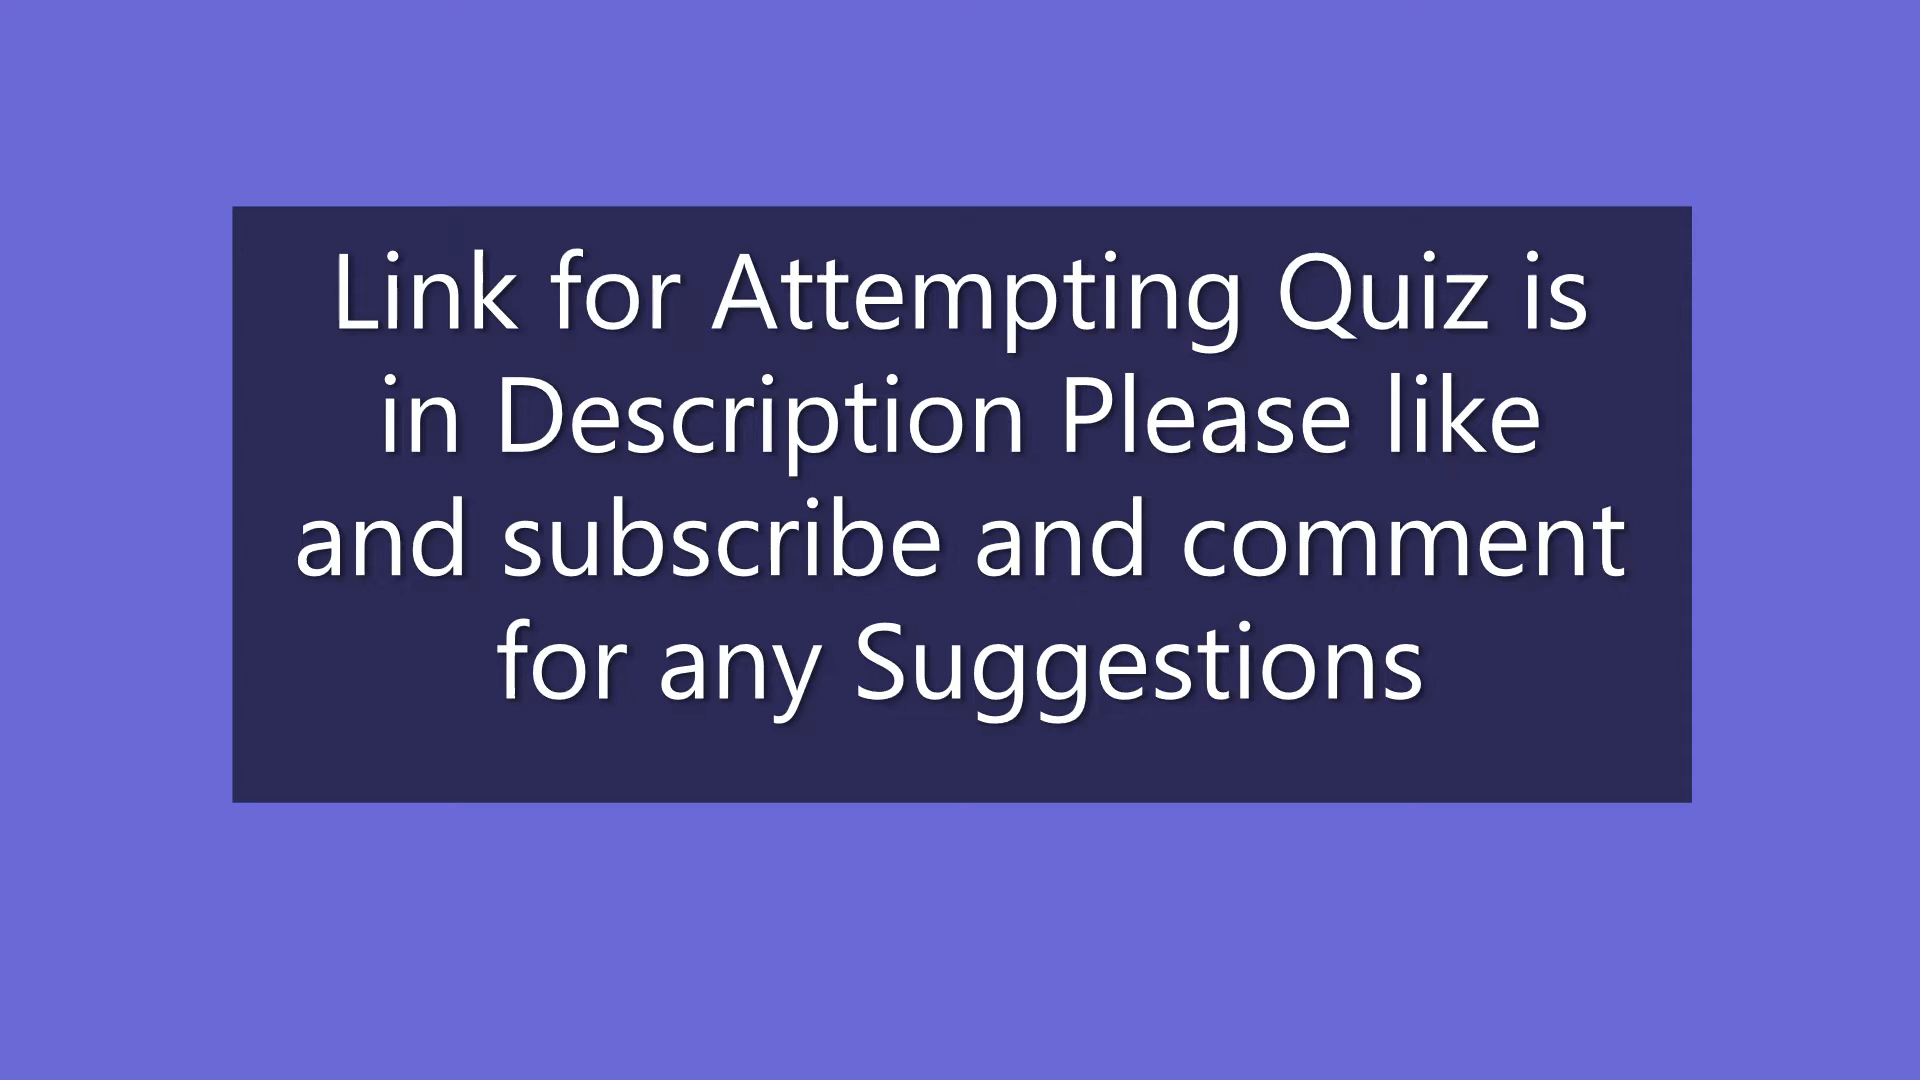 Link for Attempting Quiz is
in Description Please like
and subscribe and comment
for any Suggestions